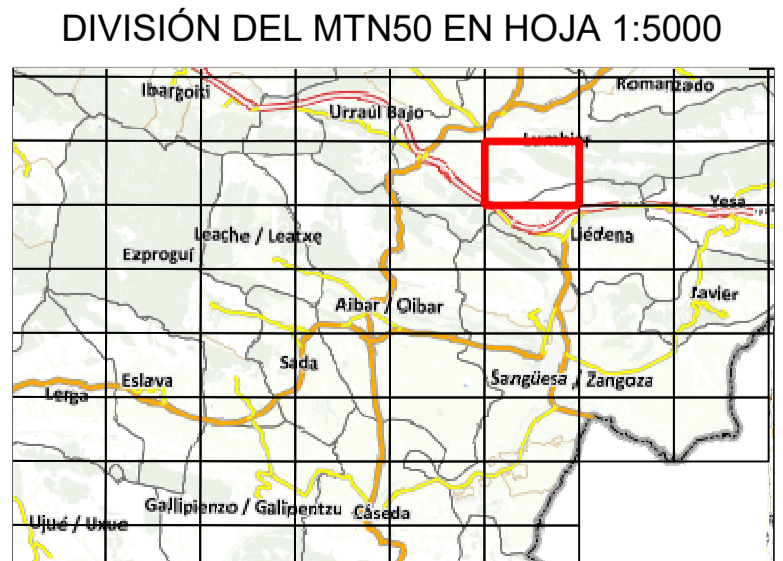 DIVISIÓN DEL MTN50 EN HOJA 1:5000
Romanzado
Ibargoiti
Urraúl Bajo
Lumbier
Yesa
Leache / Leatxe
Liédena
Ezprogui
Javier
Aibar / Oibar
Sada
Eslava
Sangüesa / Zangoza
Lerga
Gallipienzo / Galipentzu
Cáseda
Ujué / Uxue